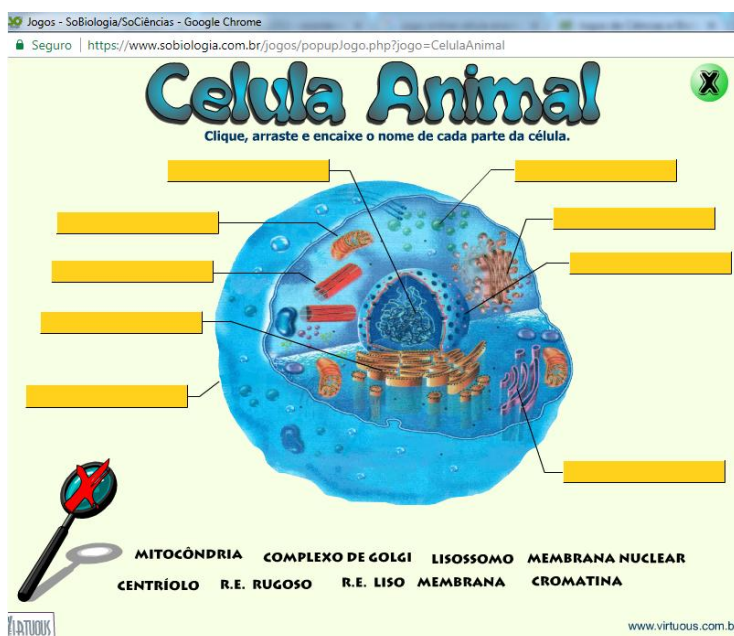 Jogos - SoBiologia/SoCiências - Google Chrome
Seguro | https://www.sobiologia.com.br/jogos/popupJogo.php?jogo=CelulaAnimal
Celula Animal
X
Clique, arraste e encaixe o nome de cada parte da célula.
MITOCÔNDRIA COMPLEXO DE GOLGI LISOSSOMO MEMBRANA NUCLEAR
CENTRÍOLO R.E. RUGOSO R.E. LISO MEMBRANA CROMATINA
VIRTUOUS
www.virtuous.com.b